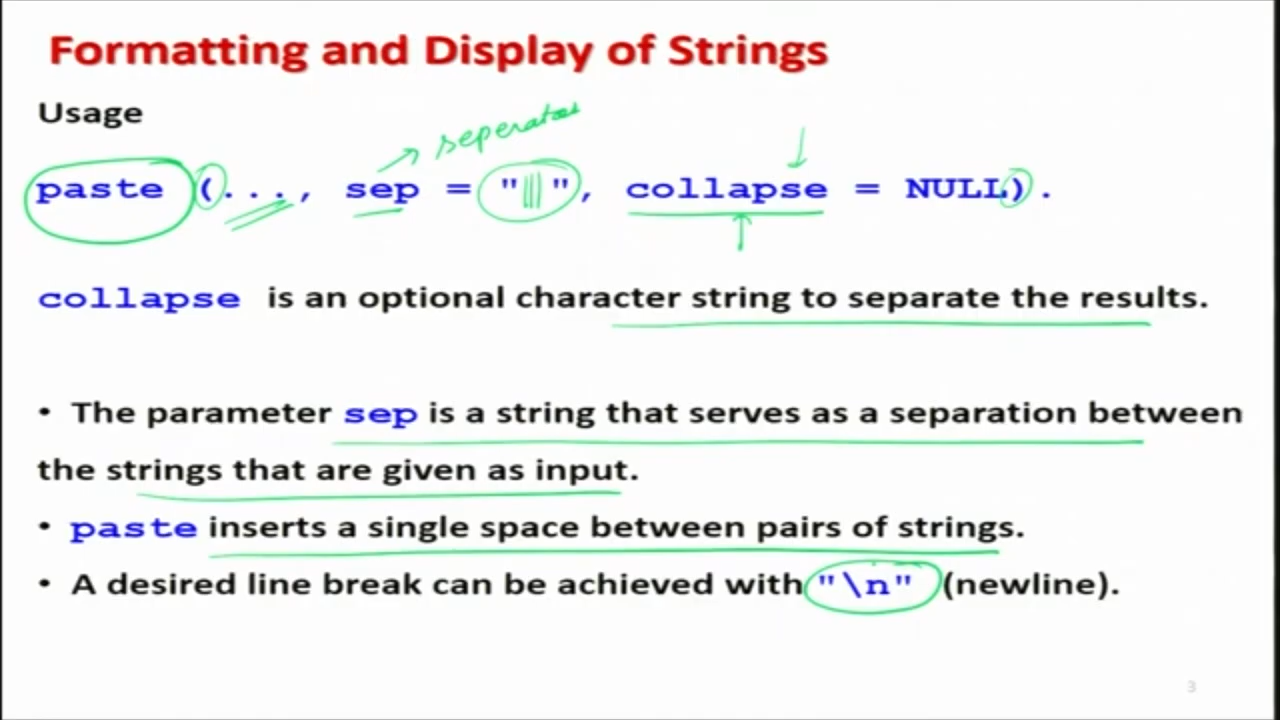 Formatting and Display of Strings
Usage
seperator
paste (..., sep = " ", collapse = NULL).
collapse is an optional character string to separate the results.
• The parameter sep is a string that serves as a separation between
the strings that are given as input.
• paste inserts a single space between pairs of strings.
• A desired line break can be achieved with "\n" (newline).
3